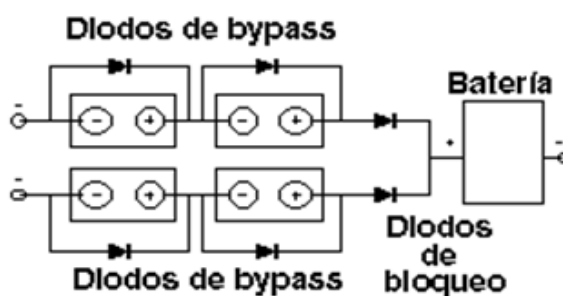 DIodos de bypass
Batería
-
- + - +
+ -
-
- + - +
DIodos de bypass
DIodos
de
bloqueo